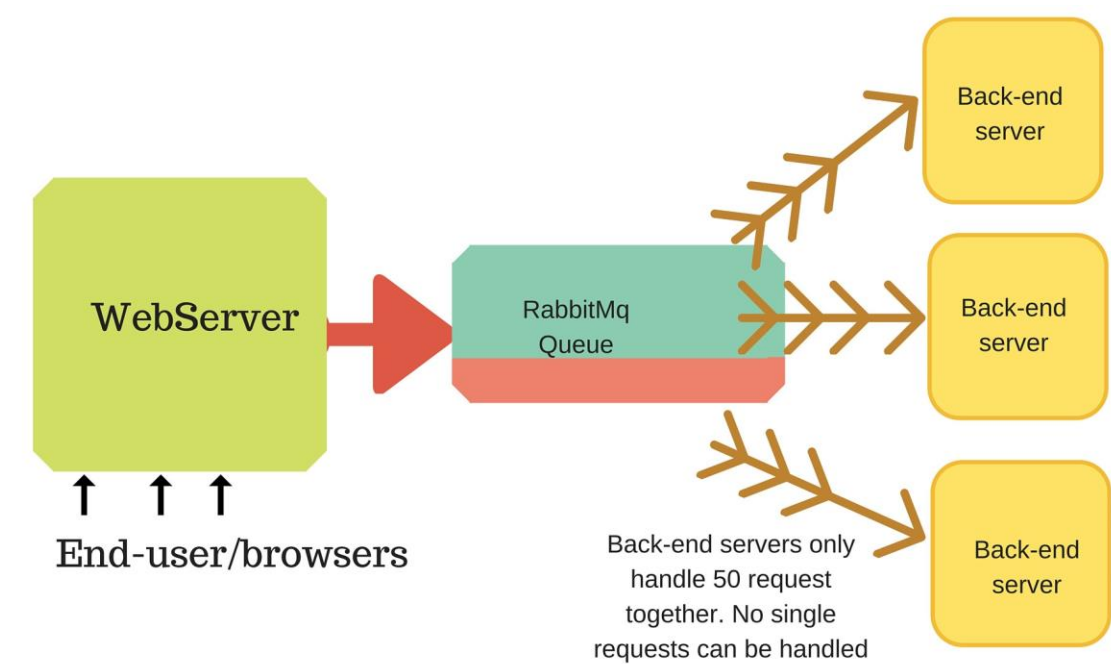 WebServer
End-user/browsers
RabbitMq
Queue
Back-end
server
Back-end
server
Back-end
server
Back-end servers only
handle 50 request
together. No single
requests can be handled